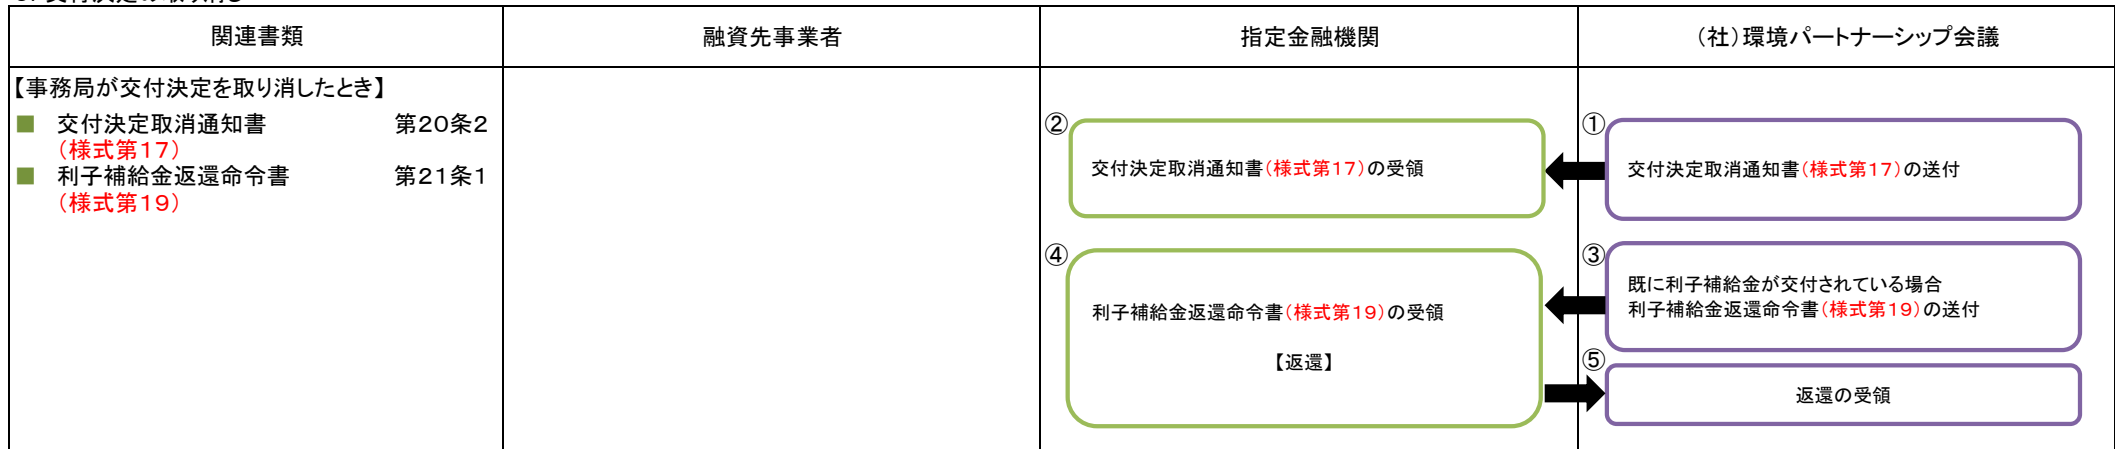 関連書類
融資先事業者
指定金融機関
（社）環境パートナーシップ会議
【事務局が交付決定を取り消したとき】
■ 交付決定取消通知書 第20条2
（様式第17）
■ 利子補給金返還命令書 第21条1
（様式第19）
②
交付決定取消通知書（様式第17）の受領
①
交付決定取消通知書（様式第17）の送付
④
利子補給金返還命令書（様式第19）の受領
【返還】
③
既に利子補給金が交付されている場合
利子補給金返還命令書（様式第19）の送付
⑤
返還の受領